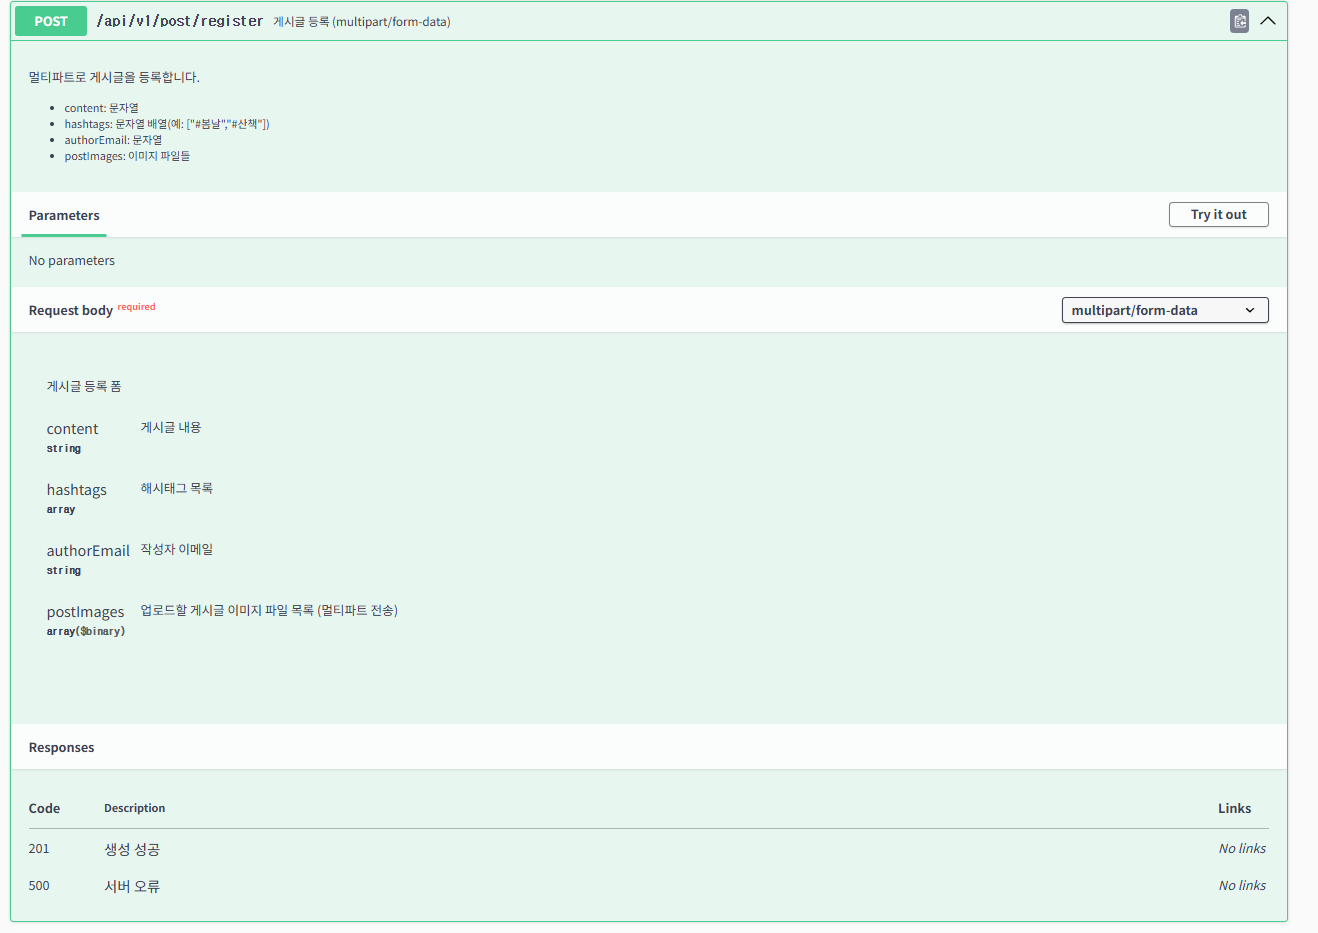 POST /api/v1/post/register 게시글 등록 (multipart/form-data)
멀티파트로 게시글을 등록합니다.
content: 문자열
hashtags: 문자열 배열(예: ["#봄날","#산책"])
authorEmail: 문자열
postImages: 이미지 파일들
Parameters
Try it out
No parameters
Request body required
multipart/form-data
게시글 등록 폼
content 게시글 내용
string
hashtags 해시태그 목록
array
authorEmail 작성자 이메일
string
postImages 업로드할 게시글 이미지 파일 목록 (멀티파트 전송)
array($binary)
Responses
Code Description Links
201 생성 성공 No links
500 서버 오류 No links